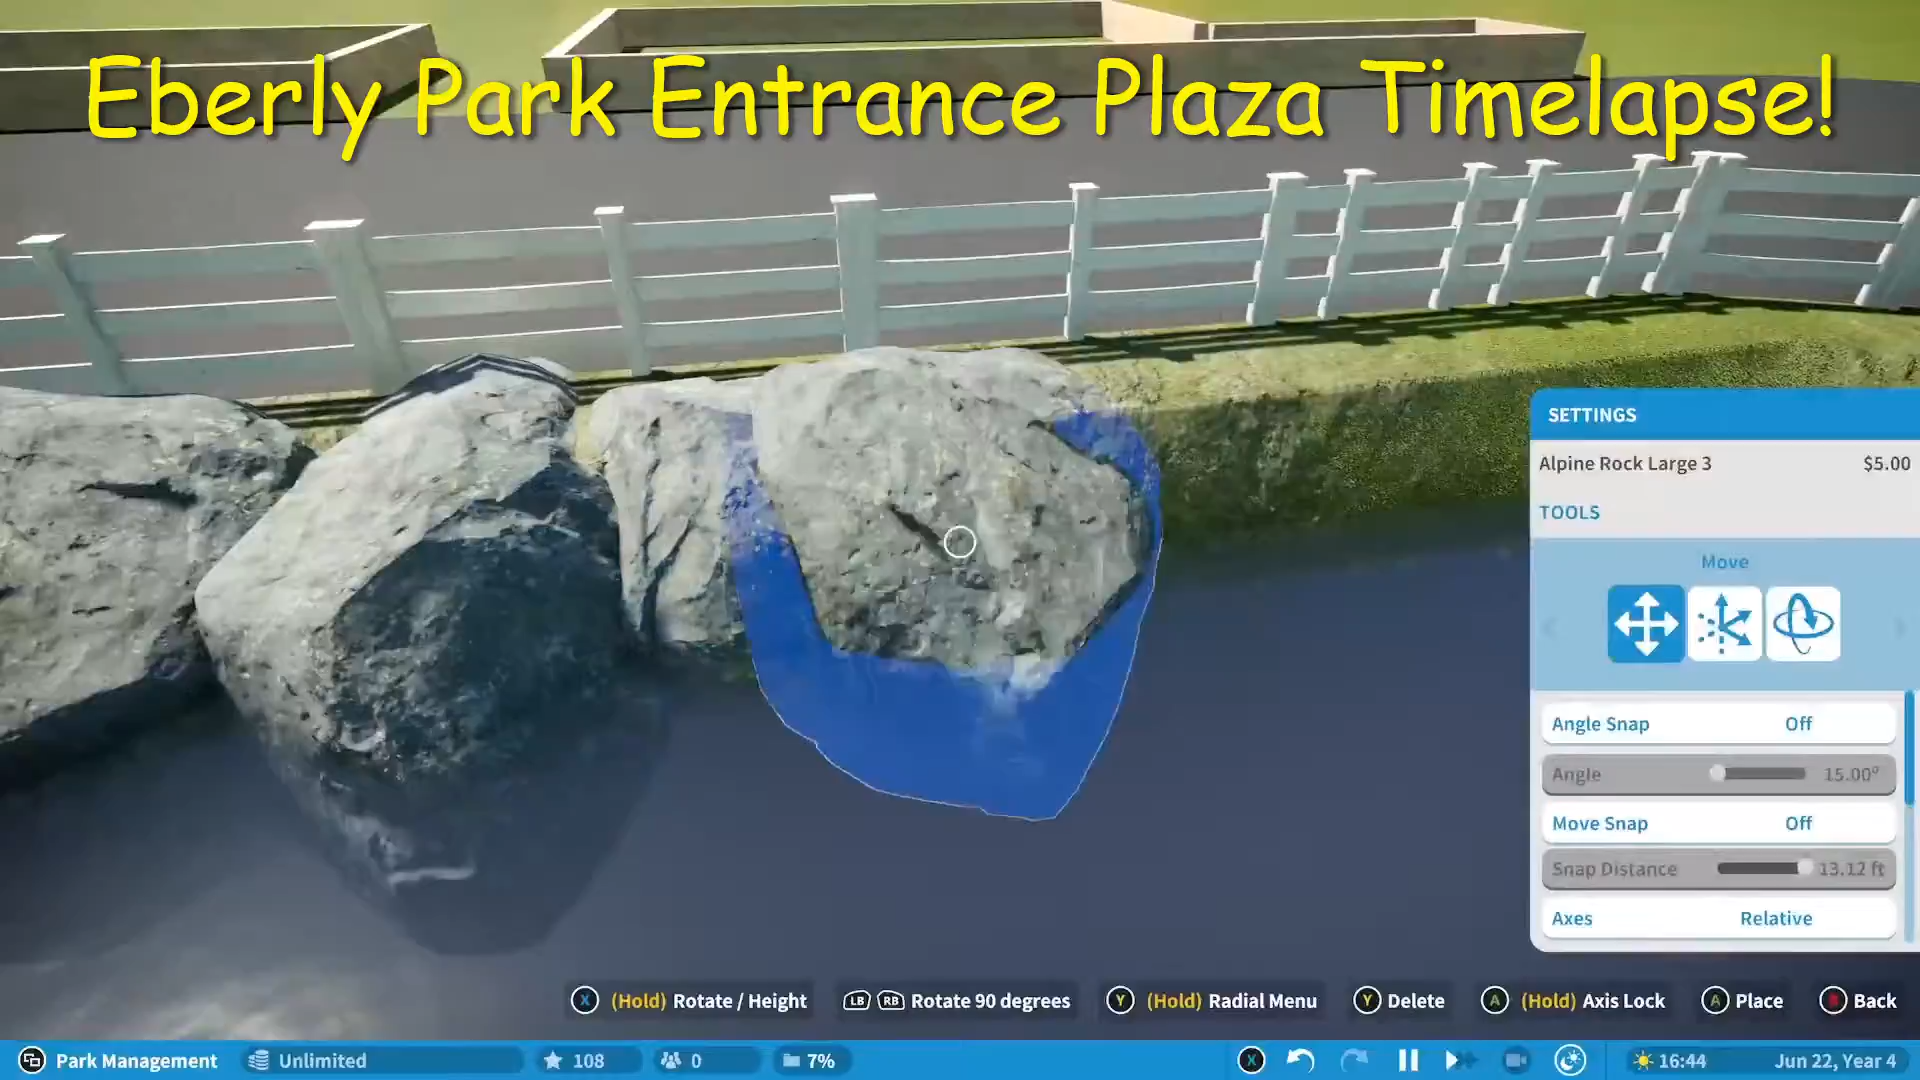 Eberly Park Entrance Plaza Timelapse!
SETTINGS
Alpine Rock Large 3 $5.00
TOOLS
Move
Angle Snap Off
Angle 15.00°
Move Snap Off
Snap Distance 13.12 ft
Axes Relative
X (Hold) Rotate / Height LB RB Rotate 90 degrees Y (Hold) Radial Menu Y Delete A (Hold) Axis Lock A Place B Back
Park Management Unlimited 108 0 7% X 16:44 Jun 22, Year 4